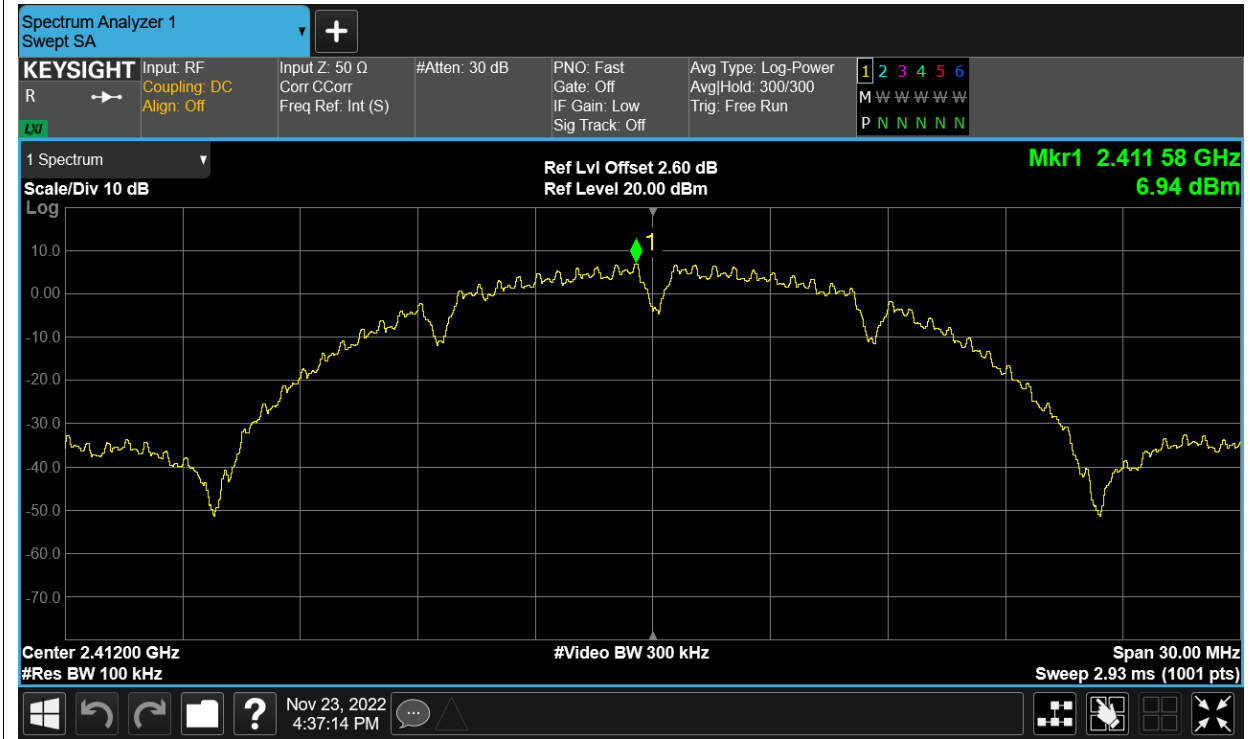 Spectrum Analyzer 1
Swept SA
KEYSIGHT
R
LXI
Input: RF
Coupling: DC
Align: Off
Input Z: 50 Ω
Corr CCorr
Freq Ref: Int (S)
#Atten: 30 dB
PNO: Fast
Gate: Off
IF Gain: Low
Sig Track: Off
Avg Type: Log-Power
Avg|Hold: 300/300
Trig: Free Run
1 2 3 4 5 6
M W W W W W
P N N N N N
1 Spectrum
Scale/Div 10 dB
Ref Lvl Offset 2.60 dB
Ref Level 20.00 dBm
Mkr1 2.411 58 GHz
6.94 dBm
Log
1
10.0
0.00
-10.0
-20.0
-30.0
-40.0
-50.0
-60.0
-70.0
Center 2.41200 GHz
#Res BW 100 kHz
#Video BW 300 kHz
Span 30.00 MHz
Sweep 2.93 ms (1001 pts)
?
Nov 23, 2022
4:37:14 PM